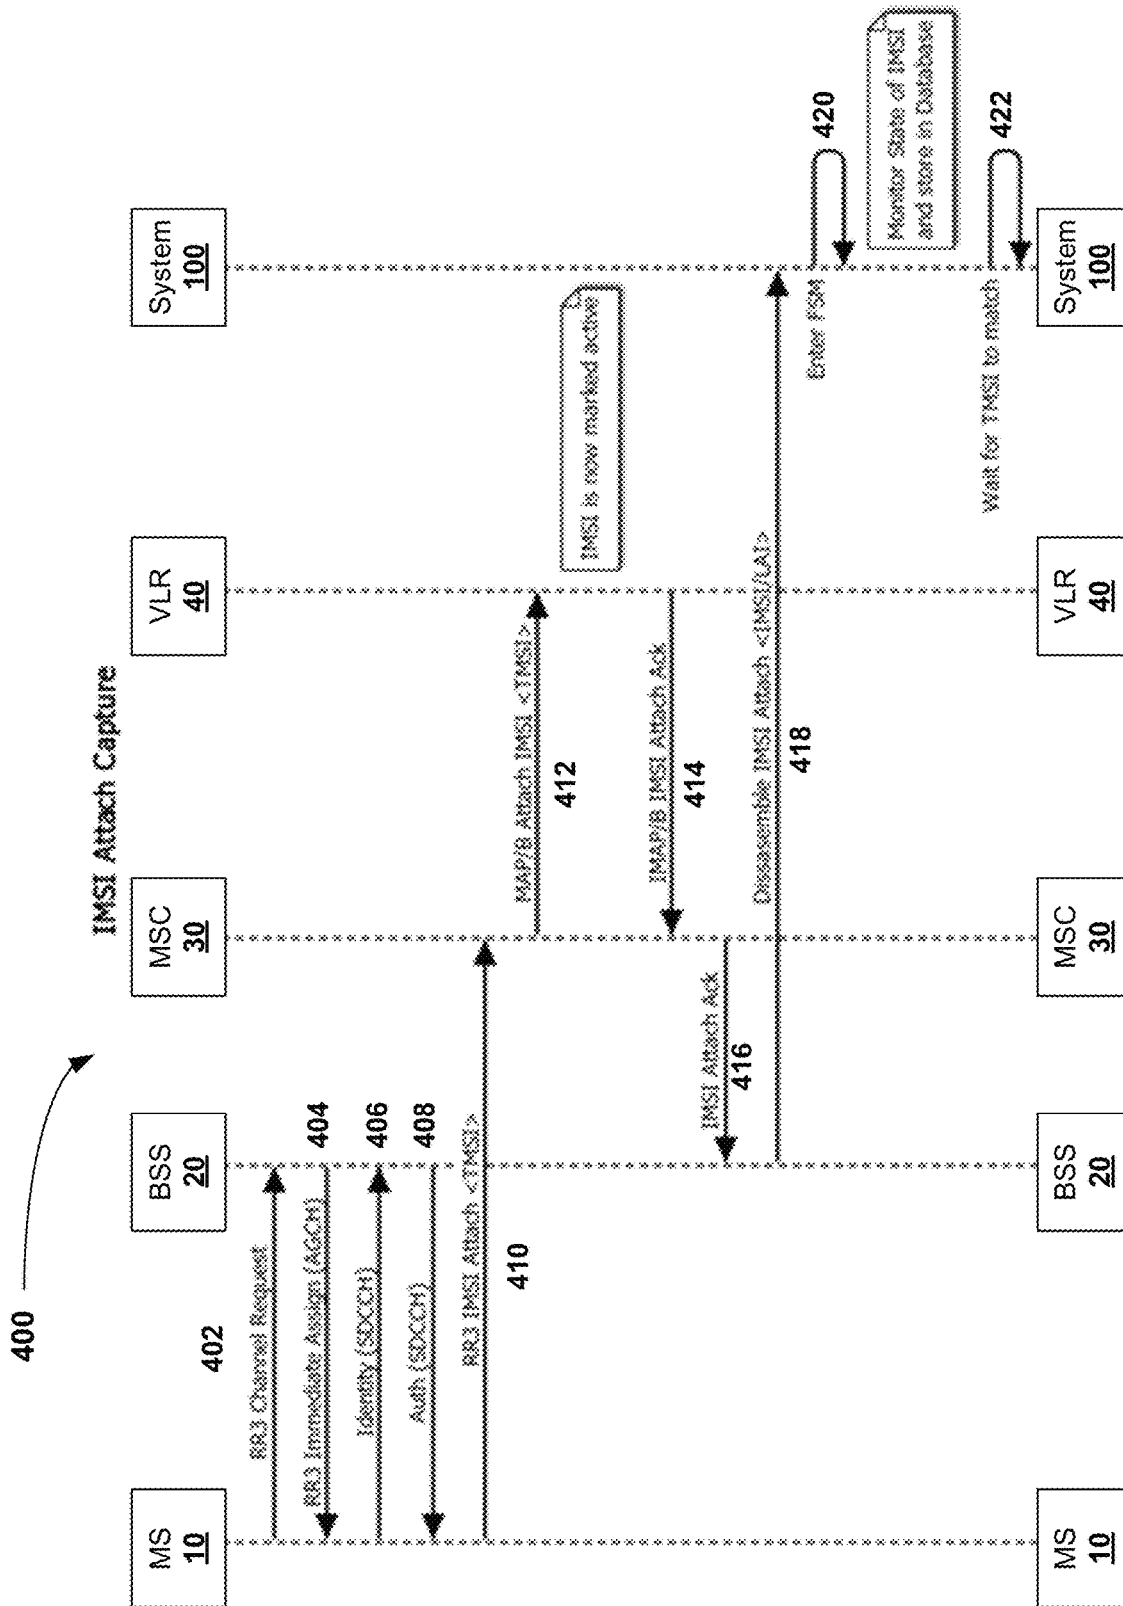 400
IMSI Attach Capture
MS
10
BSS
20
MSC
30
VLR
40
System
100
402
RR3 Channel Request
RR3 Immediate Assign (AGCH)
404
Identity (SDCCH)
406
Auth (SDCCH)
408
RR3 IMSI Attach <TMSI>
410
MAP/B Attach IMSI <TMSI>
412
IMSI is now marked active
IMAP/B IMSI Attach Ack
414
IMSI Attach Ack
416
Dissasemble IMSI Attach <IMSI/LAI>
418
Enter FSM
420
Monitor State of IMSI
and store in Database
Wait for TMSI to match
422
MS
10
BSS
20
MSC
30
VLR
40
System
100